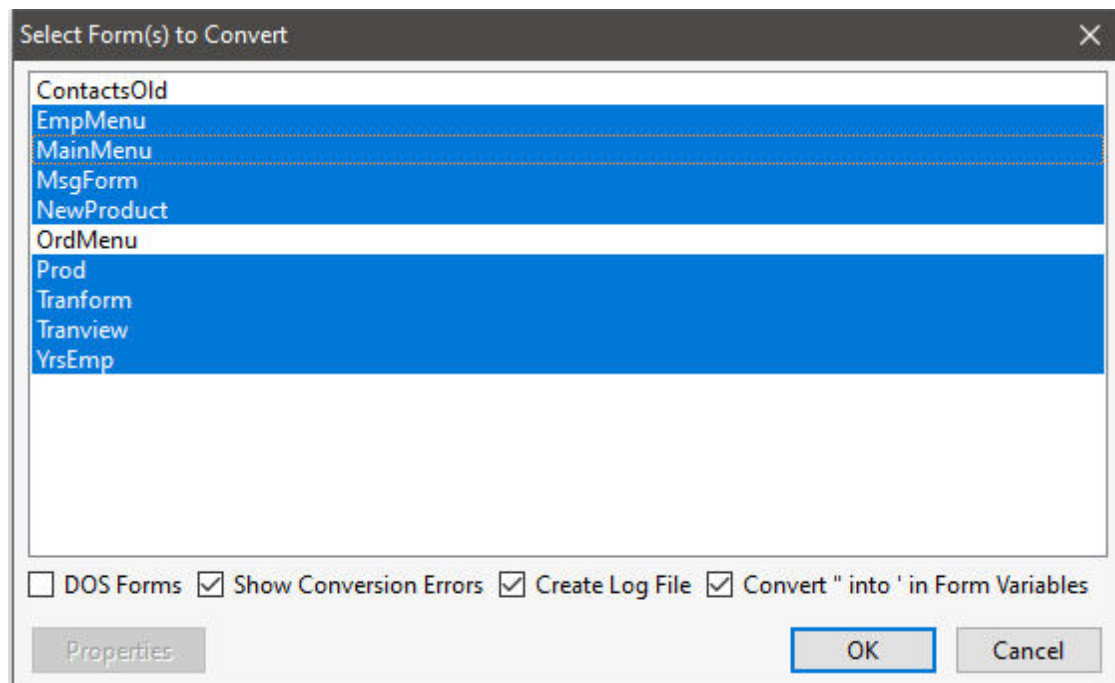 Select Form(s) to Convert
ContactsOld
EmpMenu
MainMenu
MsgForm
NewProduct
OrdMenu
Prod
Tranform
Tranview
YrsEmp
DOS Forms Show Conversion Errors Create Log File Convert " into ' in Form Variables
Properties OK Cancel